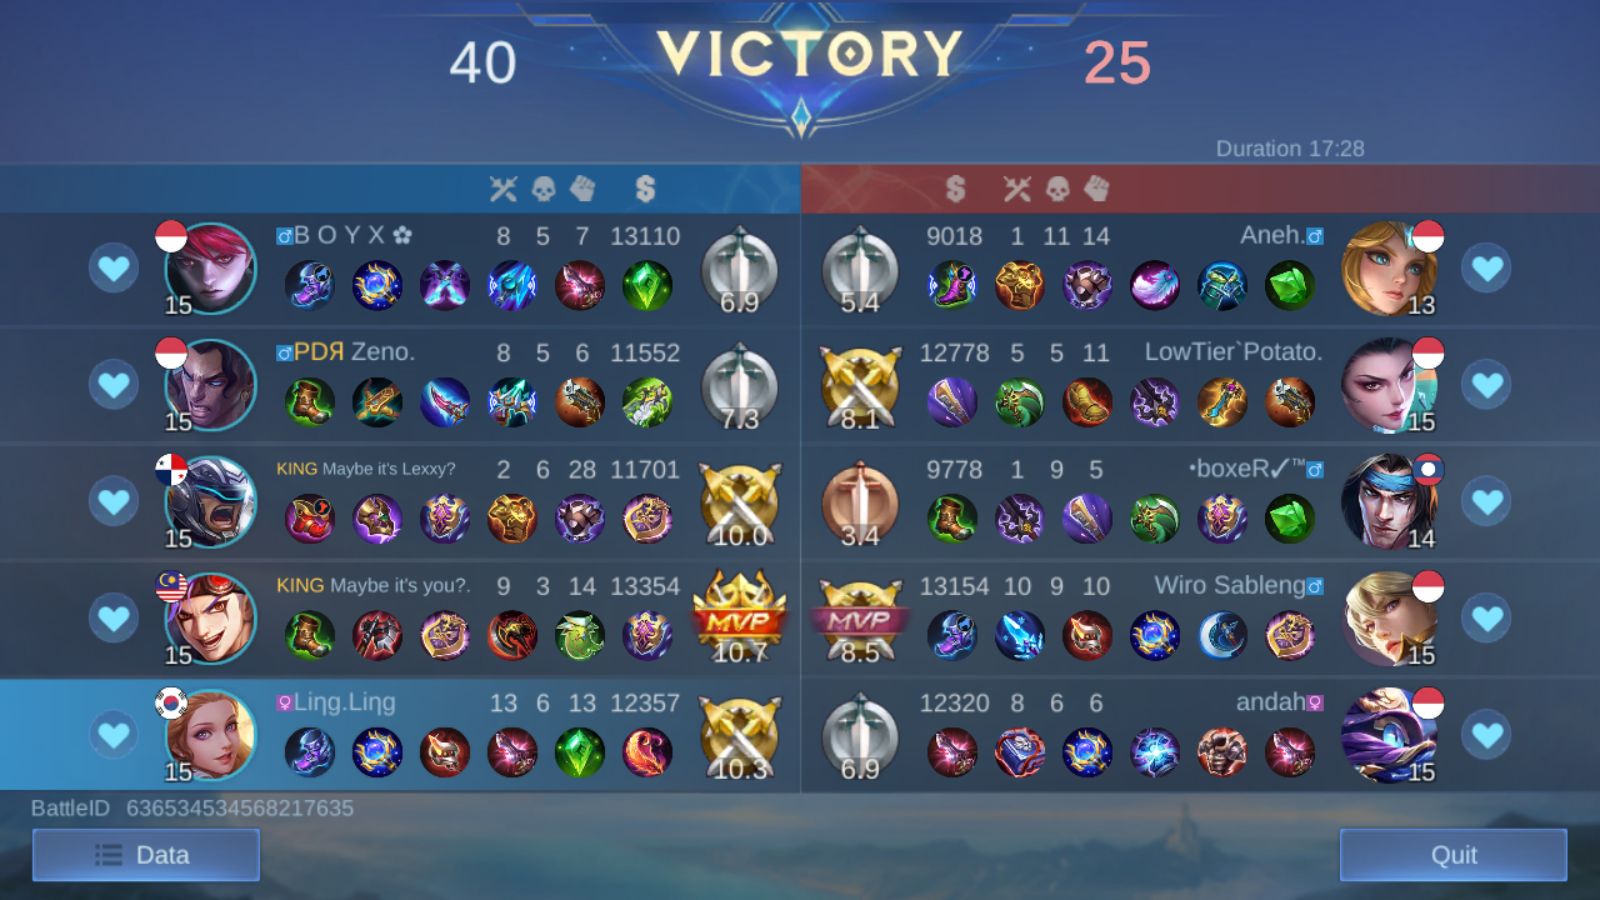 40 VICTORY 25
Duration 17:28
B O Y X ✿ 8 5 7 13110 6.9 15
5.4 9018 1 11 14 Aneh. 13
PDЯ Zeno. 8 5 6 11552 7.3 15
8.1 12778 5 5 11 LowTier`Potato. 15
KING Maybe it's Lexxy? 2 6 28 11701 10.0 15
3.4 9778 1 9 5 •boxeR✓™ 14
KING Maybe it's you?. 9 3 14 13354 MVP 10.7 15
MVP 8.5 13154 10 9 10 Wiro Sableng 15
Liηg.Liηg 13 6 13 12357 10.3 15
6.9 12320 8 6 6 andah 15
BattleID 636534534568217635
Data
Quit